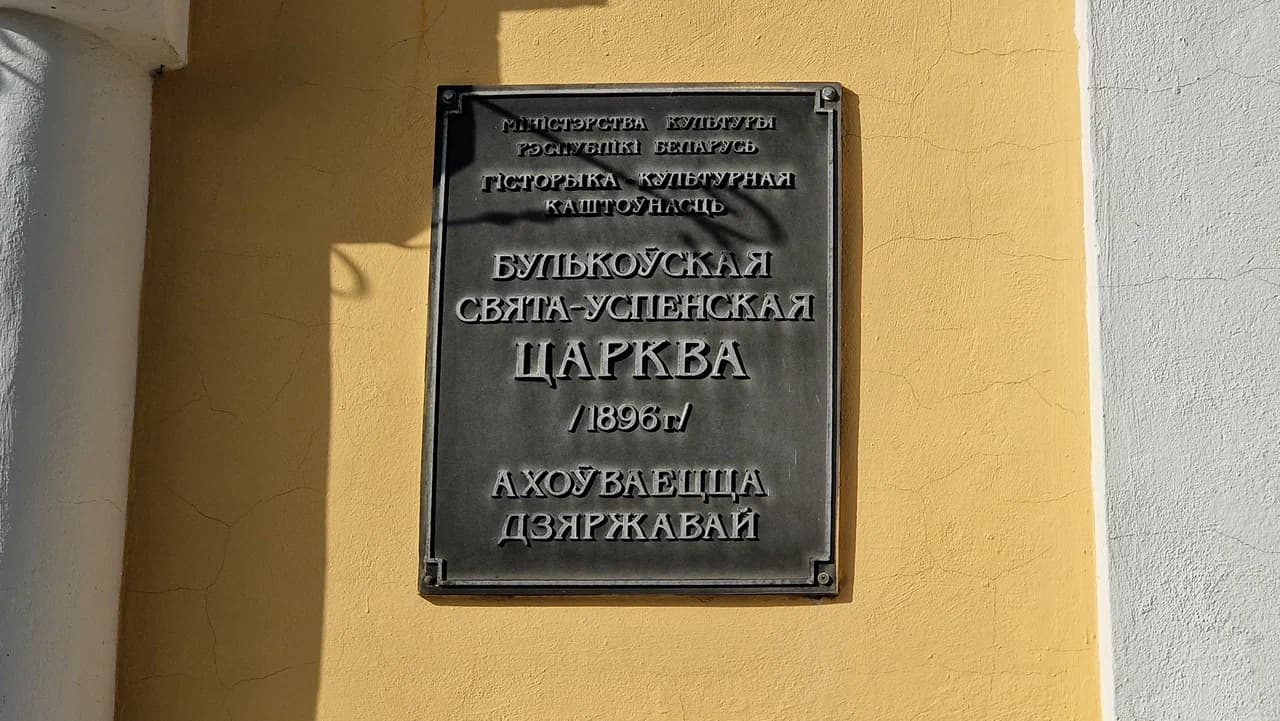 МІНІСТЭРСТВА КУЛЬТУРЫ
РЭСПУБЛІКІ БЕЛАРУСЬ
ГІСТОРЫКА-КУЛЬТУРНАЯ
КАШТОЎНАСЦЬ
БУЛЬКОЎСКАЯ
СВЯТА-УСПЕНСКАЯ
ЦАРКВА
/1896 г./
АХОЎВАЕЦЦА
ДЗЯРЖАВАЙ